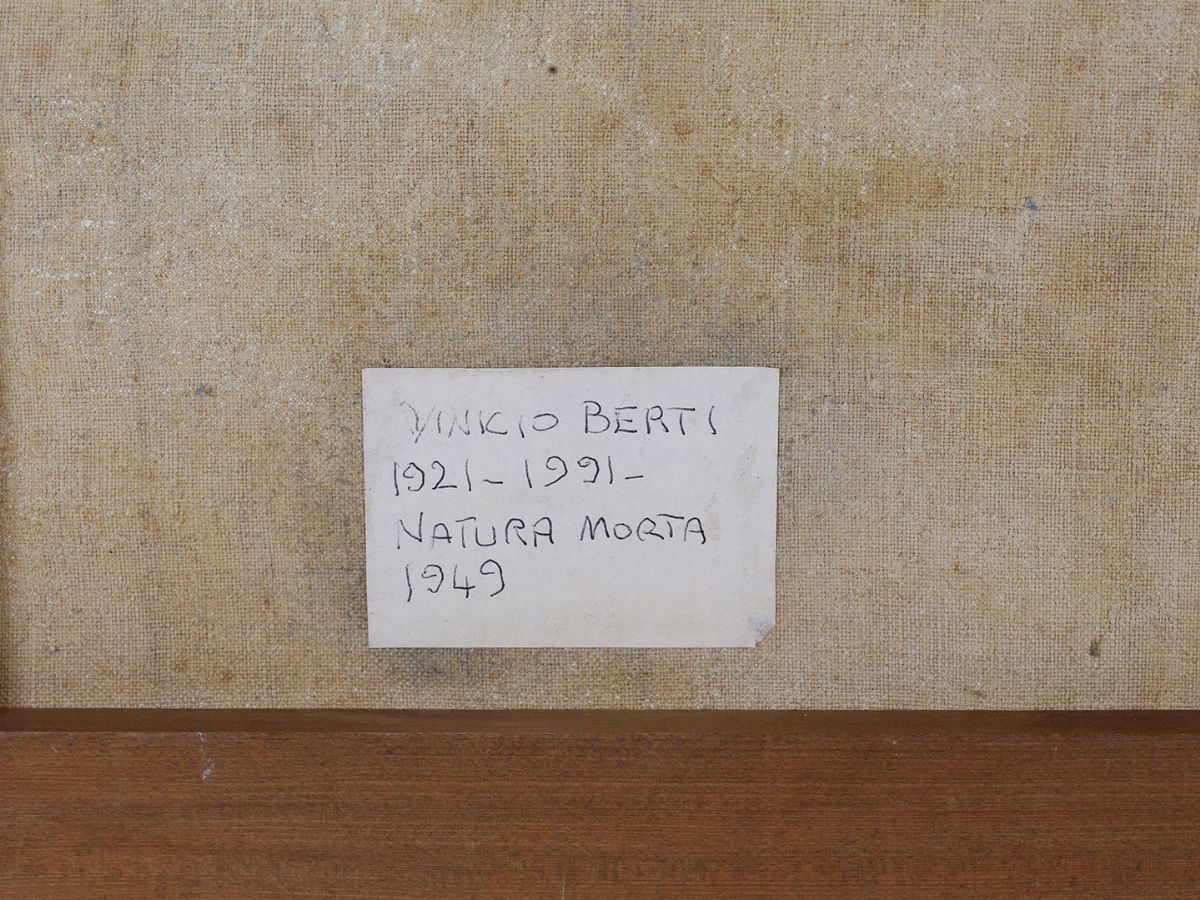 VINICIO BERTI
1921-1991-
NATURA MORTA
1949